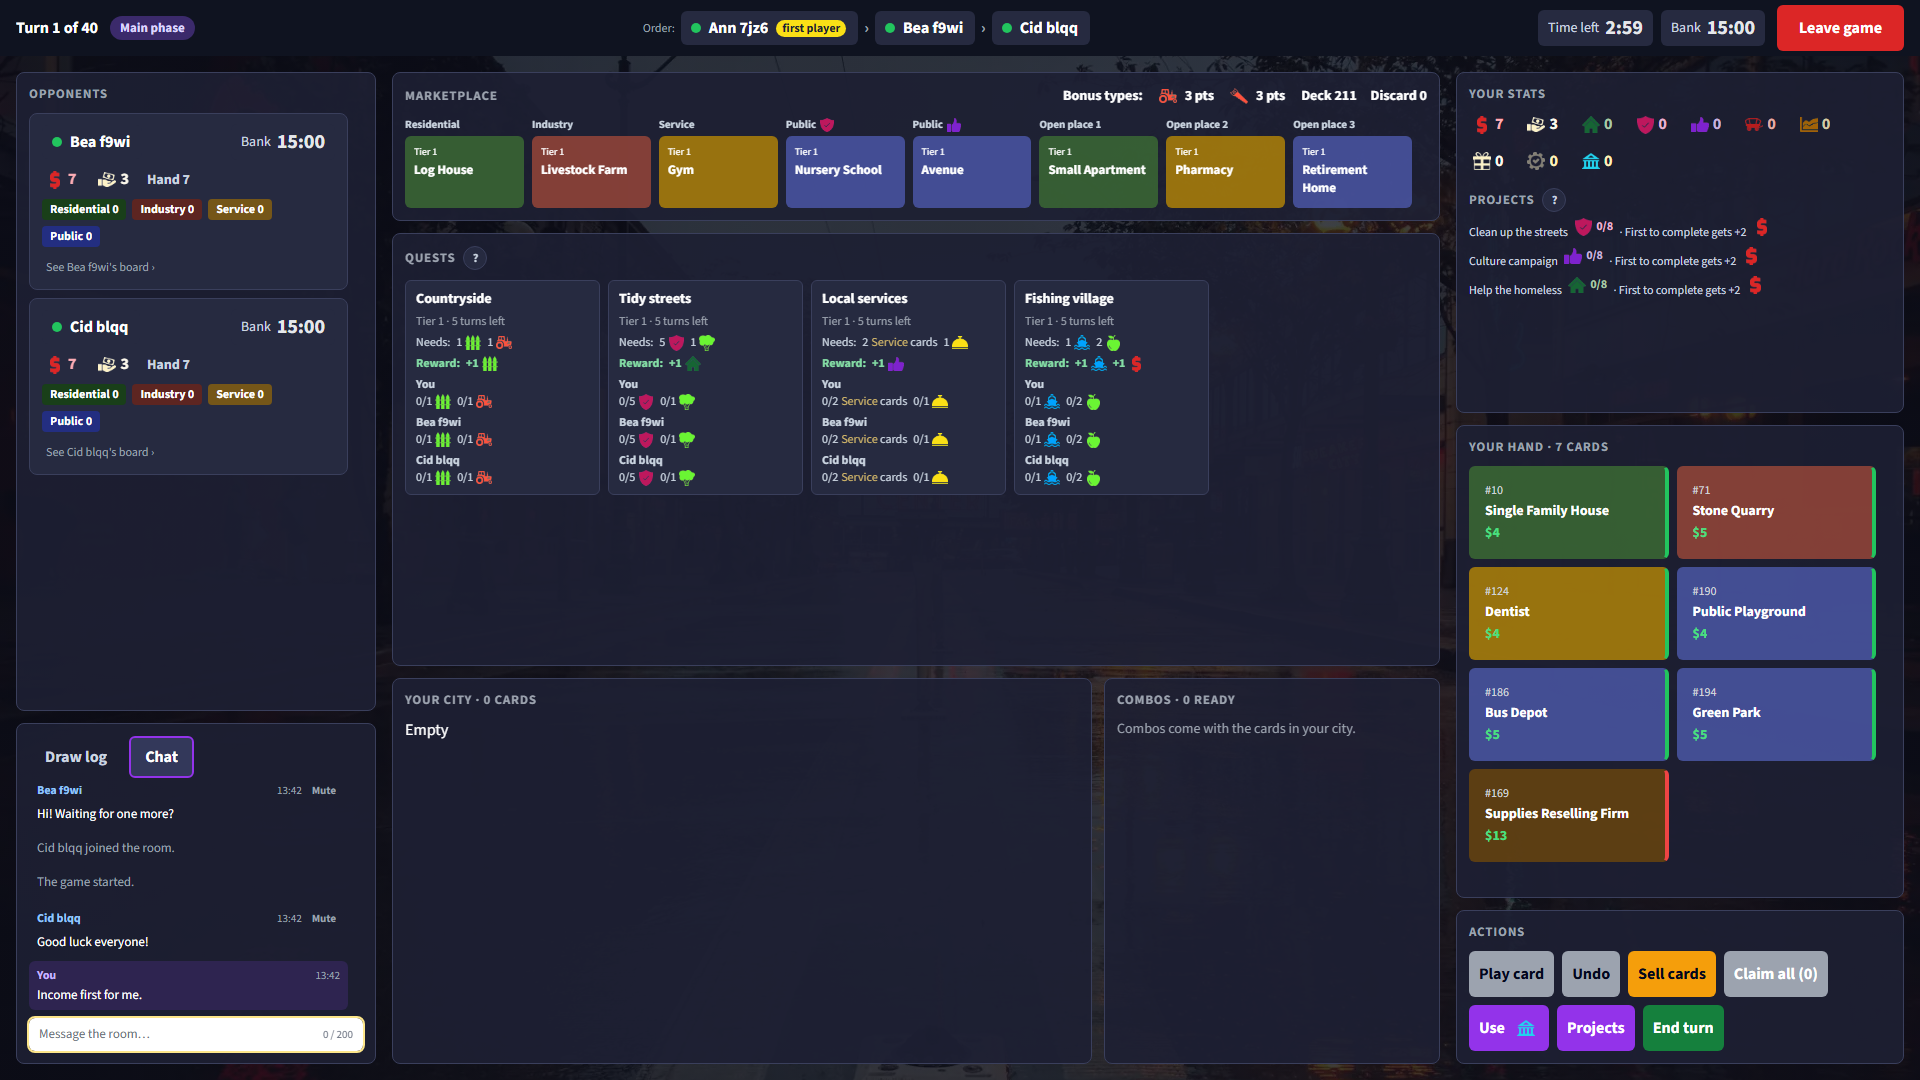 Turn 1 of 40 Main phase
Order: Ann 7jz6 first player › Bea f9wi › Cid blqq
Time left 2:59 Bank 15:00 Leave game
OPPONENTS
Bea f9wi Bank 15:00
7 3 Hand 7
Residential 0 Industry 0 Service 0
Public 0
See Bea f9wi's board ›
Cid blqq Bank 15:00
7 3 Hand 7
Residential 0 Industry 0 Service 0
Public 0
See Cid blqq's board ›
Draw log Chat
Bea f9wi 13:42 Mute
Hi! Waiting for one more?
Cid blqq joined the room.
The game started.
Cid blqq 13:42 Mute
Good luck everyone!
You 13:42
Income first for me.
Message the room… 0 / 200
MARKETPLACE
Bonus types: 3 pts 3 pts Deck 211 Discard 0
Residential Industry Service Public Public Open place 1 Open place 2 Open place 3
Tier 1 Tier 1 Tier 1 Tier 1 Tier 1 Tier 1 Tier 1 Tier 1
Log House Livestock Farm Gym Nursery School Avenue Small Apartment Pharmacy Retirement
Home
QUESTS ?
Countryside
Tier 1 · 5 turns left
Needs: 1 1
Reward: +1
You
0/1 0/1
Bea f9wi
0/1 0/1
Cid blqq
0/1 0/1
Tidy streets
Tier 1 · 5 turns left
Needs: 5 1
Reward: +1
You
0/5 0/1
Bea f9wi
0/5 0/1
Cid blqq
0/5 0/1
Local services
Tier 1 · 5 turns left
Needs: 2 Service cards 1
Reward: +1
You
0/2 Service cards 0/1
Bea f9wi
0/2 Service cards 0/1
Cid blqq
0/2 Service cards 0/1
Fishing village
Tier 1 · 5 turns left
Needs: 1 2
Reward: +1 +1
You
0/1 0/2
Bea f9wi
0/1 0/2
Cid blqq
0/1 0/2
YOUR CITY · 0 CARDS
Empty
COMBOS · 0 READY
Combos come with the cards in your city.
YOUR STATS
7 3 0 0 0 0 0
0 0 0
PROJECTS ?
Clean up the streets 0/8 · First to complete gets +2
Culture campaign 0/8 · First to complete gets +2
Help the homeless 0/8 · First to complete gets +2
YOUR HAND · 7 CARDS
#10
Single Family House
$4
#71
Stone Quarry
$5
#124
Dentist
$4
#190
Public Playground
$4
#186
Bus Depot
$5
#194
Green Park
$5
#169
Supplies Reselling Firm
$13
ACTIONS
Play card Undo Sell cards Claim all (0)
Use Projects End turn